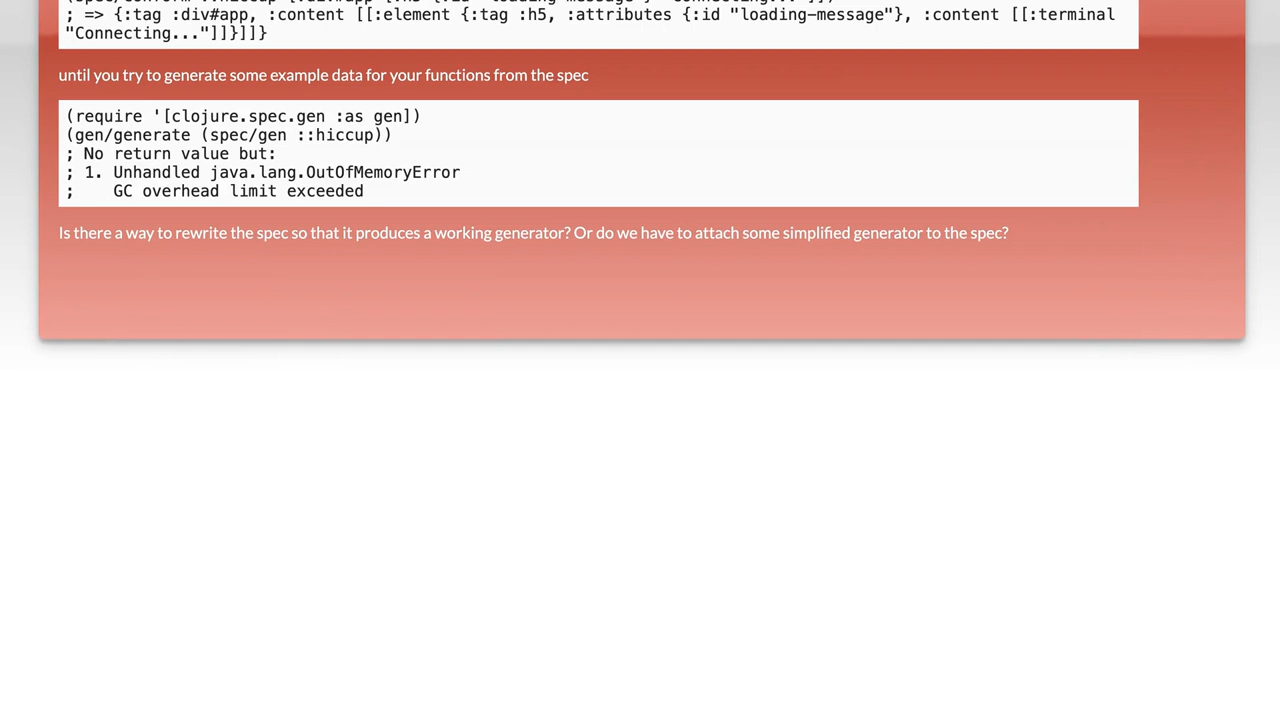 ; => {:tag :div#app, :content [[:element {:tag :h5, :attributes {:id "loading-message"}, :content [[:terminal
"Connecting..."]]}]]}
until you try to generate some example data for your functions from the spec
(require '[clojure.spec.gen :as gen])
(gen/generate (spec/gen ::hiccup))
; No return value but:
; 1. Unhandled java.lang.OutOfMemoryError
;    GC overhead limit exceeded
Is there a way to rewrite the spec so that it produces a working generator? Or do we have to attach some simplified generator to the spec?